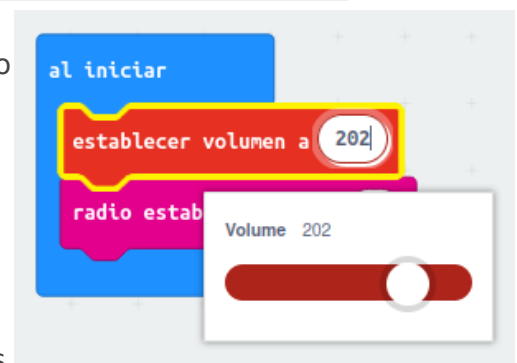 al iniciar
establecer volumen a 202
radio estab
Volume 202